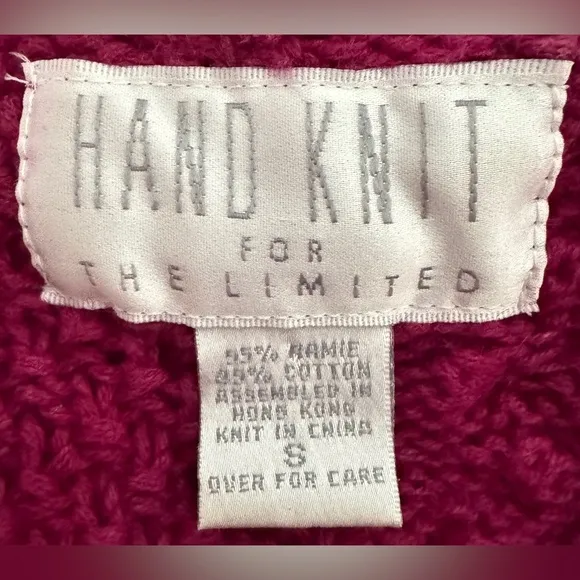 HAND KNIT
FOR
THE LIMITED
55% RAMIE
45% COTTON
ASSEMBLED IN
HONG KONG
KNIT IN CHINA
S
OVER FOR CARE